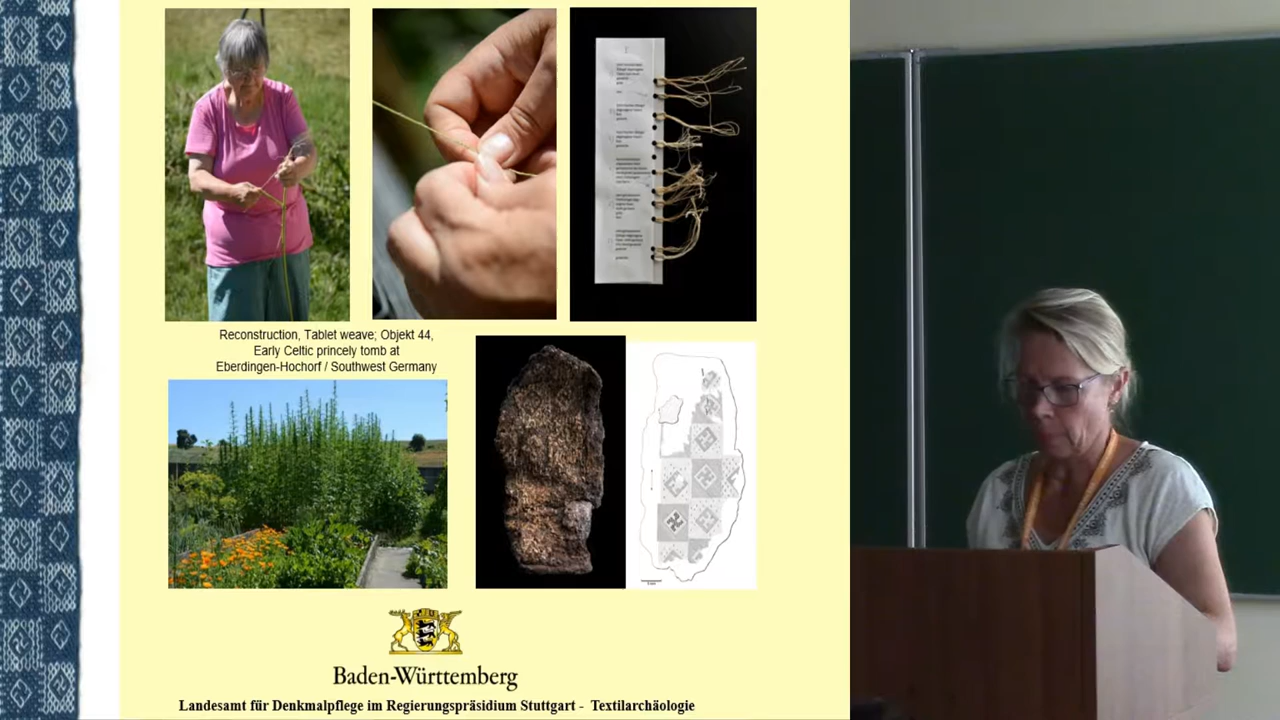 Reconstruction, Tablet weave; Objekt 44,
Early Celtic princely tomb at
Eberdingen-Hochorf / Southwest Germany
Baden-Württemberg
Landesamt für Denkmalpflege im Regierungspräsidium Stuttgart - Textilarchäologie